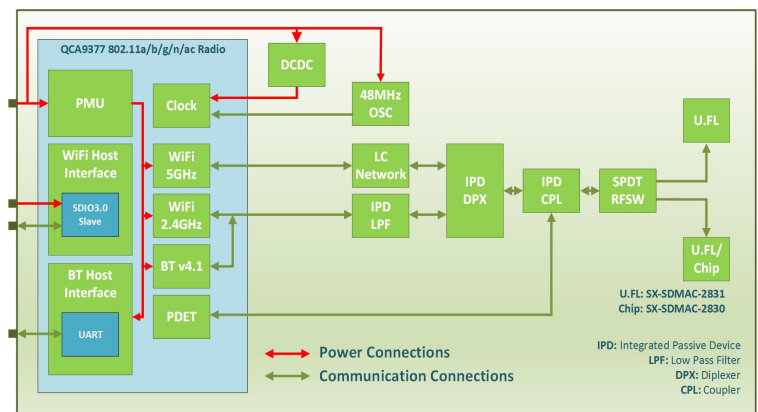 QCA9377 802.11a/b/g/n/ac Radio
PMU
Clock
DCDC
48MHz
OSC
WiFi Host
Interface
SDIO3.0
Slave
WiFi
5GHz
WiFi
2.4GHz
BT v4.1
PDET
BT Host
Interface
UART
LC
Network
IPD
LPF
IPD
DPX
IPD
CPL
SPDT
RFSW
U.FL
U.FL/
Chip
U.FL: SX-SDMAC-2831
Chip: SX-SDMAC-2830
Power Connections
Communication Connections
IPD: Integrated Passive Device
LPF: Low Pass Filter
DPX: Diplexer
CPL: Coupler